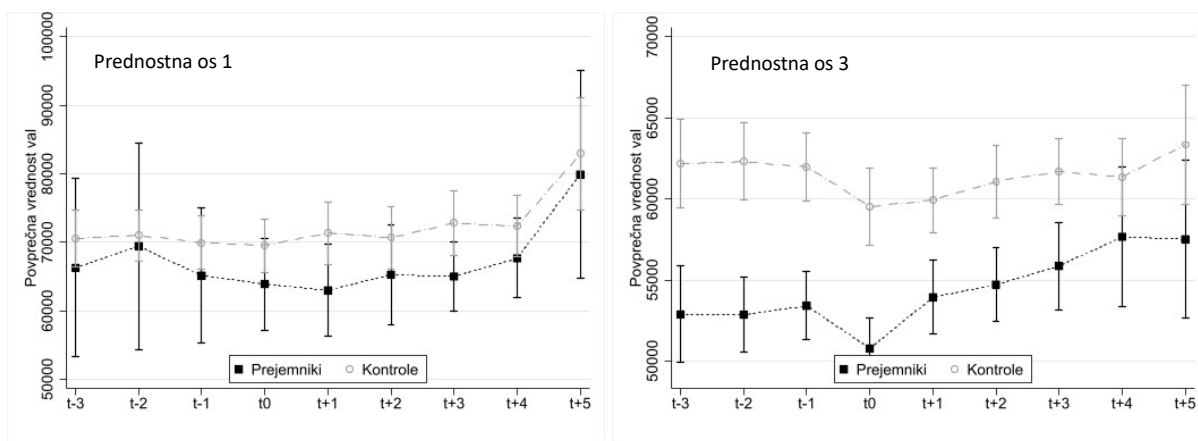 Prednostna os 1
Povprečna vrednost val
100000
90000
80000
70000
60000
50000
t-3 t-2 t-1 t0 t+1 t+2 t+3 t+4 t+5
Prejemniki Kontrole
Prednostna os 3
Povprečna vrednost val
70000
65000
60000
55000
50000
t-3 t-2 t-1 t0 t+1 t+2 t+3 t+4 t+5
Prejemniki Kontrole